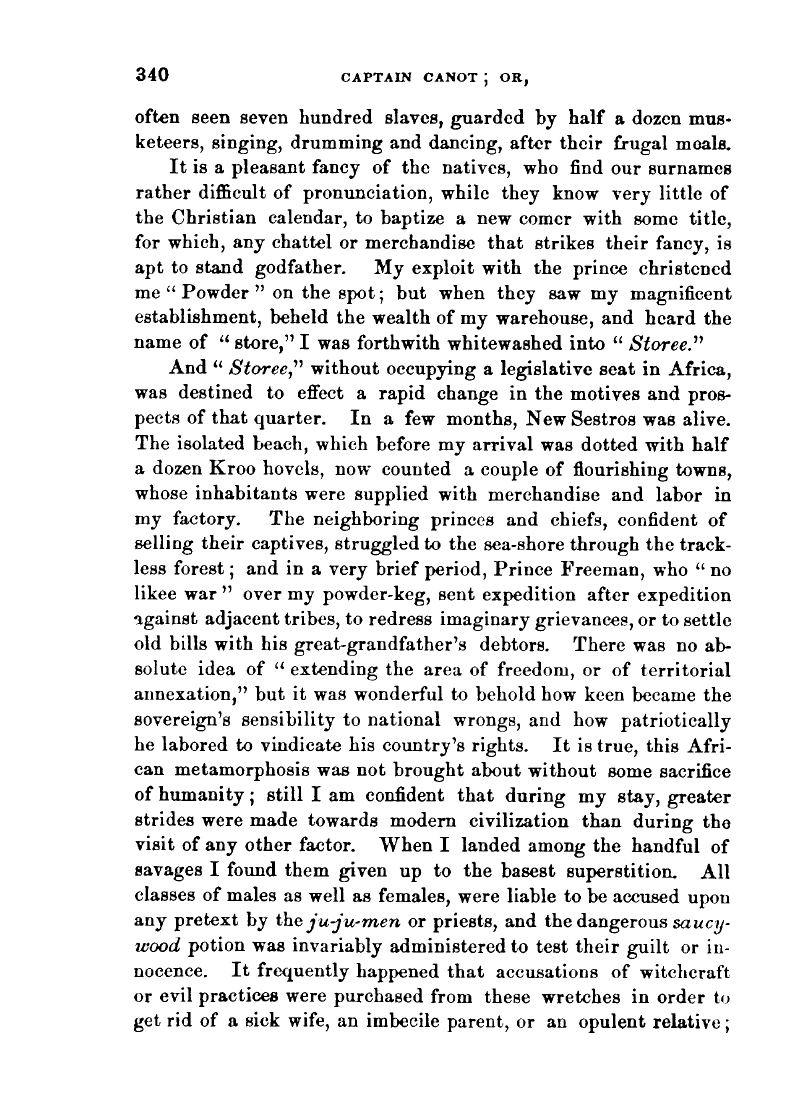 340 CAPTAIN CANOT; OR,
often seen seven hundred slaves, guarded by half a dozen mus-
keteers, singing, drumming and dancing, after their frugal meals.
It is a pleasant fancy of the natives, who find our surnames
rather difficult of pronunciation, while they know very little of
the Christian calendar, to baptize a new comer with some title,
for which, any chattel or merchandise that strikes their fancy, is
apt to stand godfather. My exploit with the prince christened
me “ Powder ” on the spot; but when they saw my magnificent
establishment, beheld the wealth of my warehouse, and heard the
name of “ store,” I was forthwith whitewashed into “ Storee.”
And “ Storee,” without occupying a legislative seat in Africa,
was destined to effect a rapid change in the motives and pros-
pects of that quarter. In a few months, New Sestros was alive.
The isolated beach, which before my arrival was dotted with half
a dozen Kroo hovels, now counted a couple of flourishing towns,
whose inhabitants were supplied with merchandise and labor in
my factory. The neighboring princes and chiefs, confident of
selling their captives, struggled to the sea-shore through the track-
less forest ; and in a very brief period, Prince Freeman, who “ no
likee war ” over my powder-keg, sent expedition after expedition
against adjacent tribes, to redress imaginary grievances, or to settle
old bills with his great-grandfather’s debtors. There was no ab-
solute idea of “ extending the area of freedom, or of territorial
annexation,” but it was wonderful to behold how keen became the
sovereign’s sensibility to national wrongs, and how patriotically
he labored to vindicate his country’s rights. It is true, this Afri-
can metamorphosis was not brought about without some sacrifice
of humanity ; still I am confident that during my stay, greater
strides were made towards modern civilization than during the
visit of any other factor. When I landed among the handful of
savages I found them given up to the basest superstition. All
classes of males as well as females, were liable to be accused upon
any pretext by the ju-ju-men or priests, and the dangerous saucy-
wood potion was invariably administered to test their guilt or in-
nocence. It frequently happened that accusations of witchcraft
or evil practices were purchased from these wretches in order to
get rid of a sick wife, an imbecile parent, or an opulent relative ;